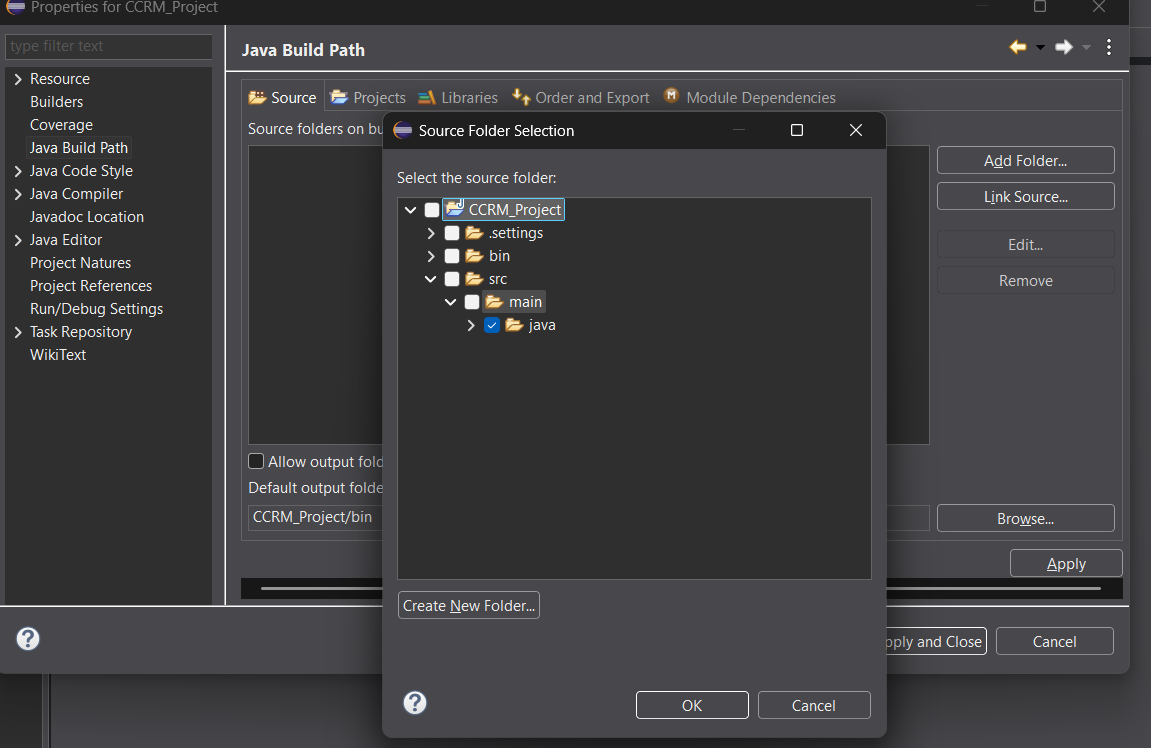 Properties for CCRM_Project
type filter text
Resource
Builders
Coverage
Java Build Path
Java Code Style
Java Compiler
Javadoc Location
Java Editor
Project Natures
Project References
Run/Debug Settings
Task Repository
WikiText
Java Build Path
Source
Projects
Libraries
Order and Export
Module Dependencies
Source folders on bu
Add Folder...
Link Source...
Edit...
Remove
Allow output fold
Default output folde
CCRM_Project/bin
Browse...
Apply
pply and Close
Cancel
Source Folder Selection
Select the source folder:
CCRM_Project
.settings
bin
src
main
java
Create New Folder...
OK
Cancel